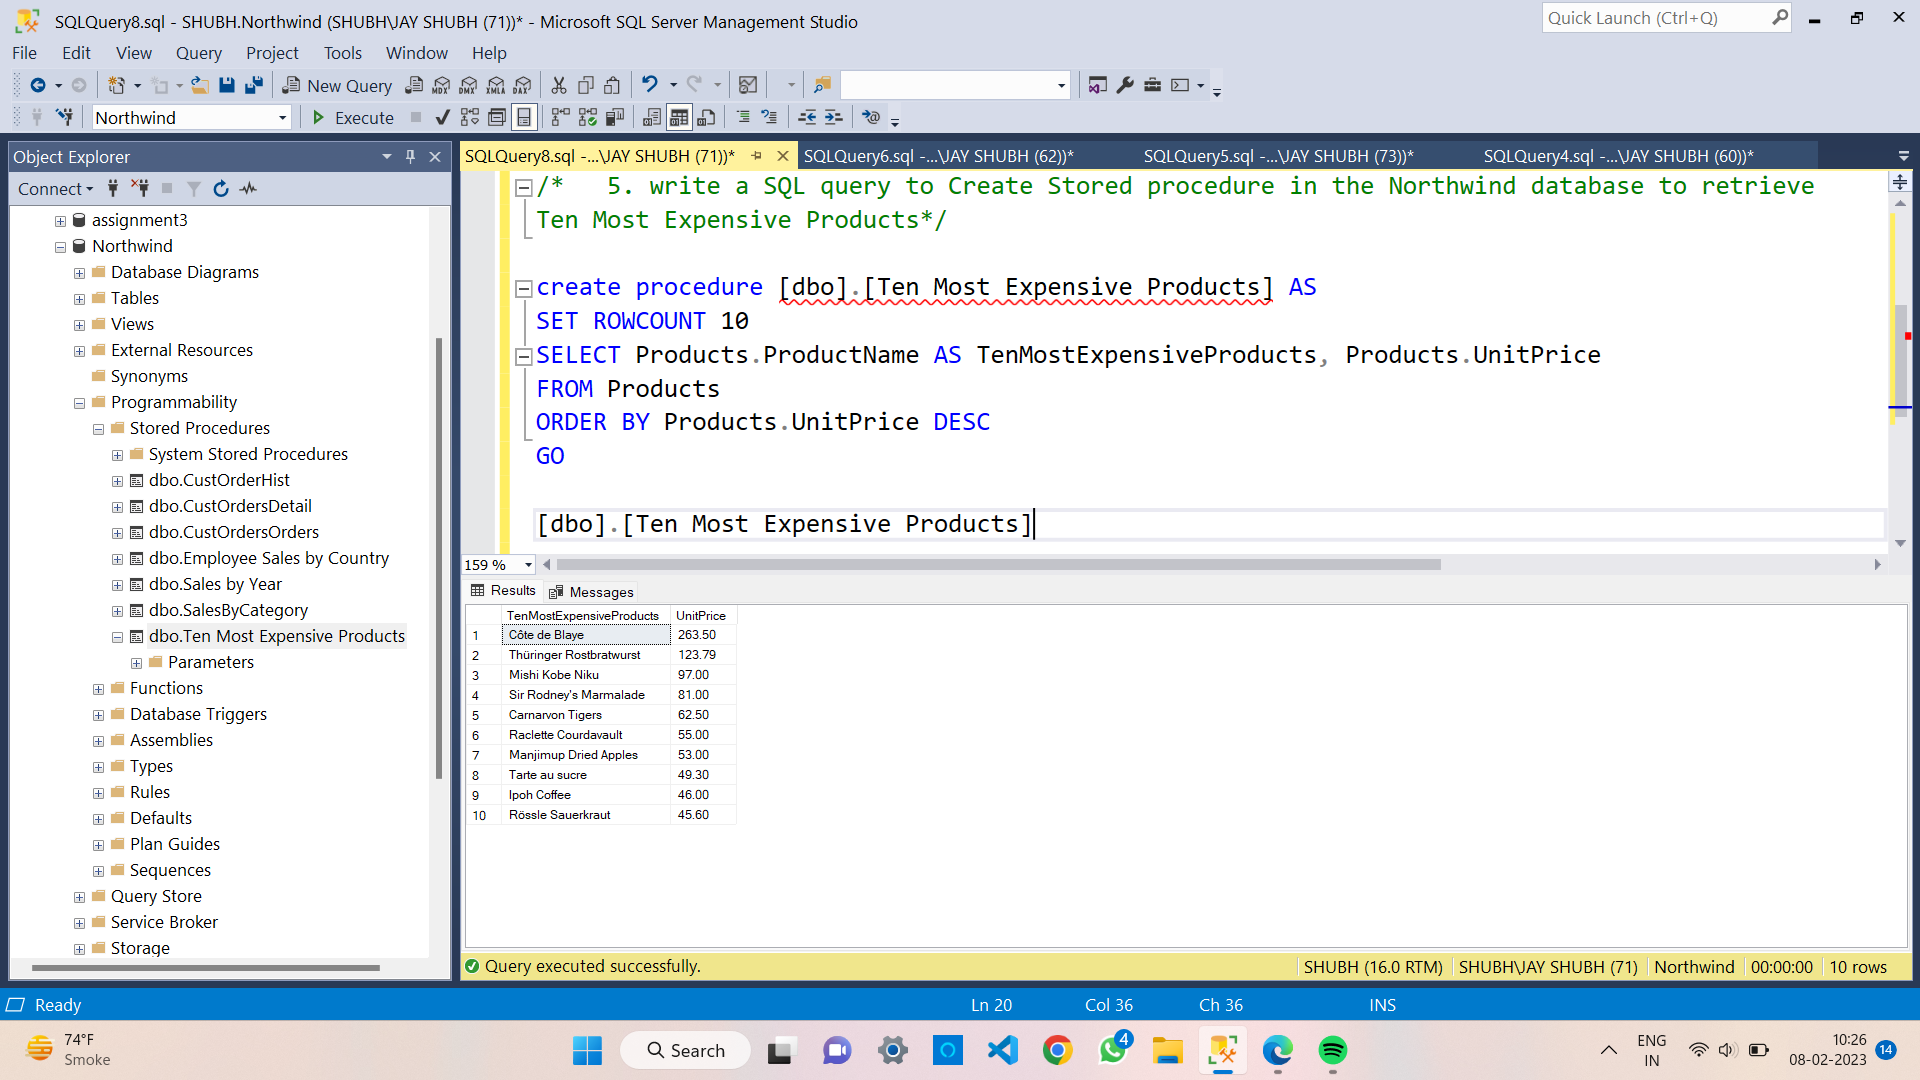 SQLQuery8.sql - SHUBH.Northwind (SHUBH\JAY SHUBH (71))* - Microsoft SQL Server Management Studio
Quick Launch (Ctrl+Q)
File Edit View Query Project Tools Window Help
New Query MDX DMX XMLA DAX
Northwind Execute
Object Explorer
Connect
assignment3
Northwind
Database Diagrams
Tables
Views
External Resources
Synonyms
Programmability
Stored Procedures
System Stored Procedures
dbo.CustOrderHist
dbo.CustOrdersDetail
dbo.CustOrdersOrders
dbo.Employee Sales by Country
dbo.Sales by Year
dbo.SalesByCategory
dbo.Ten Most Expensive Products
Parameters
Functions
Database Triggers
Assemblies
Types
Rules
Defaults
Plan Guides
Sequences
Query Store
Service Broker
Storage
SQLQuery8.sql -...\JAY SHUBH (71))* SQLQuery6.sql -...\JAY SHUBH (62))* SQLQuery5.sql -...\JAY SHUBH (73))* SQLQuery4.sql -...\JAY SHUBH (60))*
/* 5. write a SQL query to Create Stored procedure in the Northwind database to retrieve
Ten Most Expensive Products*/
create procedure [dbo].[Ten Most Expensive Products] AS
SET ROWCOUNT 10
SELECT Products.ProductName AS TenMostExpensiveProducts, Products.UnitPrice
FROM Products
ORDER BY Products.UnitPrice DESC
GO
[dbo].[Ten Most Expensive Products]
159 %
Results Messages
TenMostExpensiveProducts UnitPrice
1 Côte de Blaye 263.50
2 Thüringer Rostbratwurst 123.79
3 Mishi Kobe Niku 97.00
4 Sir Rodney's Marmalade 81.00
5 Carnarvon Tigers 62.50
6 Raclette Courdavault 55.00
7 Manjimup Dried Apples 53.00
8 Tarte au sucre 49.30
9 Ipoh Coffee 46.00
10 Rössle Sauerkraut 45.60
Query executed successfully. SHUBH (16.0 RTM) SHUBH\JAY SHUBH (71) Northwind 00:00:00 10 rows
Ready Ln 20 Col 36 Ch 36 INS
74°F
Smoke
Search
4
ENG
IN
10:26
08-02-2023
14